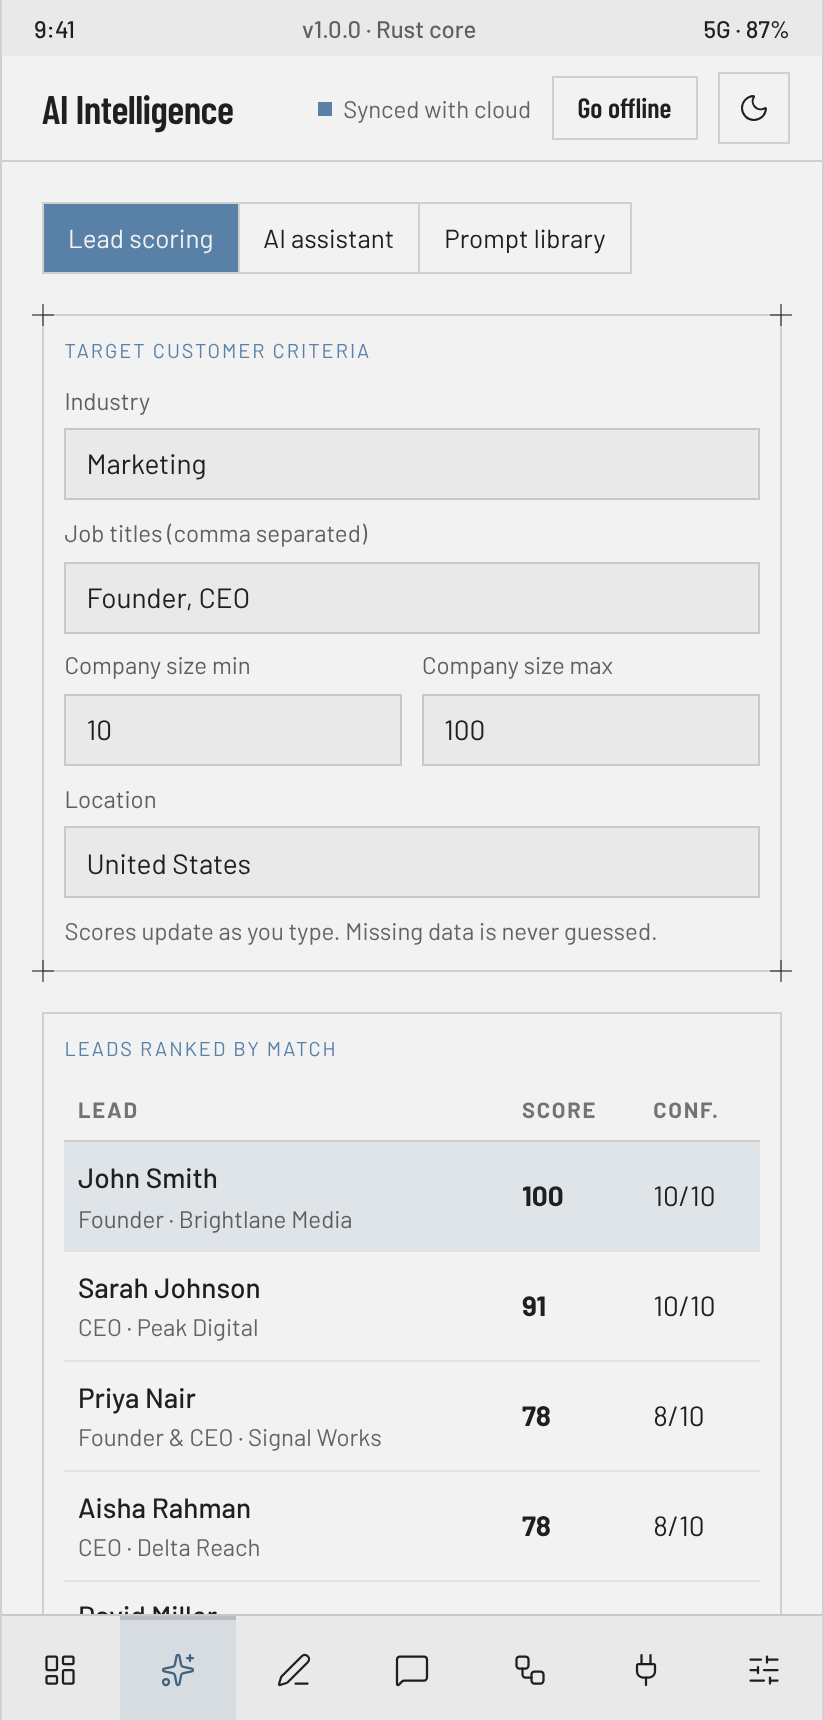 9:41 v1.0.0 · Rust core 5G · 87%
AI Intelligence Synced with cloud Go offline
Lead scoring AI assistant Prompt library
TARGET CUSTOMER CRITERIA
Industry
Marketing
Job titles (comma separated)
Founder, CEO
Company size min Company size max
10 100
Location
United States
Scores update as you type. Missing data is never guessed.
LEADS RANKED BY MATCH
LEAD SCORE CONF.
John Smith
Founder · Brightlane Media
100 10/10
Sarah Johnson
CEO · Peak Digital
91 10/10
Priya Nair
Founder & CEO · Signal Works
78 8/10
Aisha Rahman
CEO · Delta Reach
78 8/10
David Miller